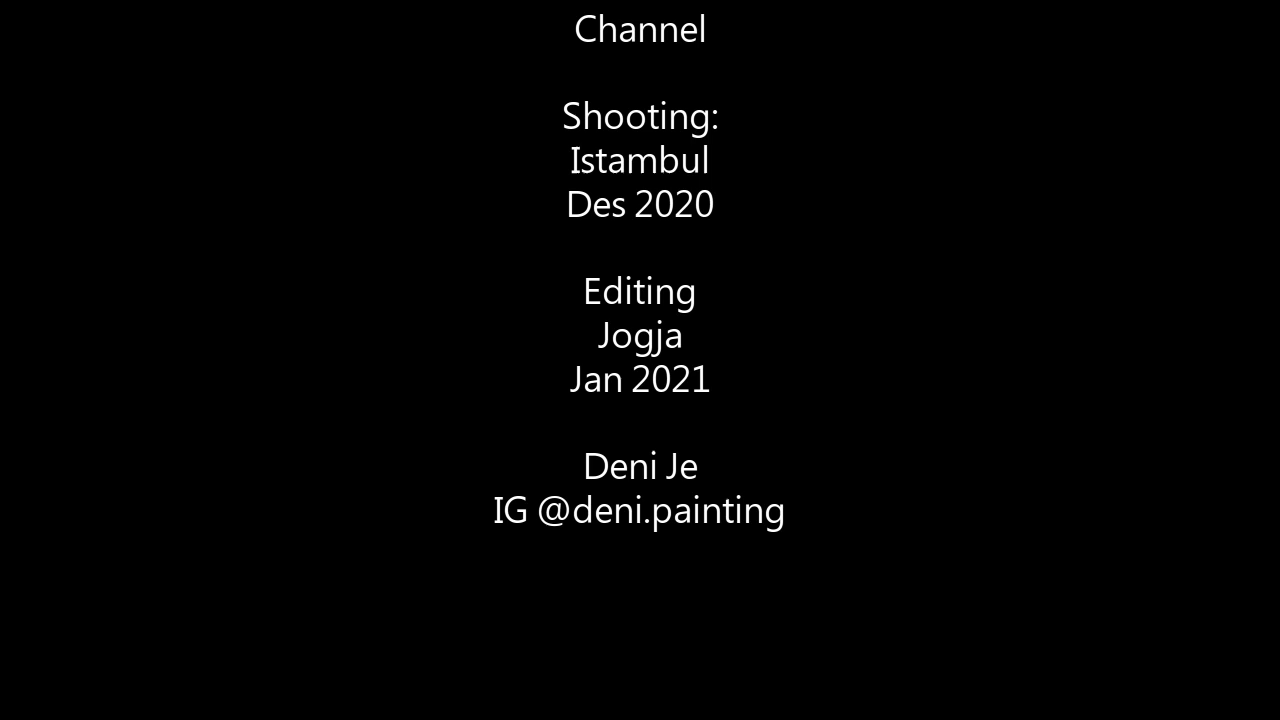 Channel
Shooting:
Istambul
Des 2020
Editing
Jogja
Jan 2021
Deni Je
IG @deni.painting